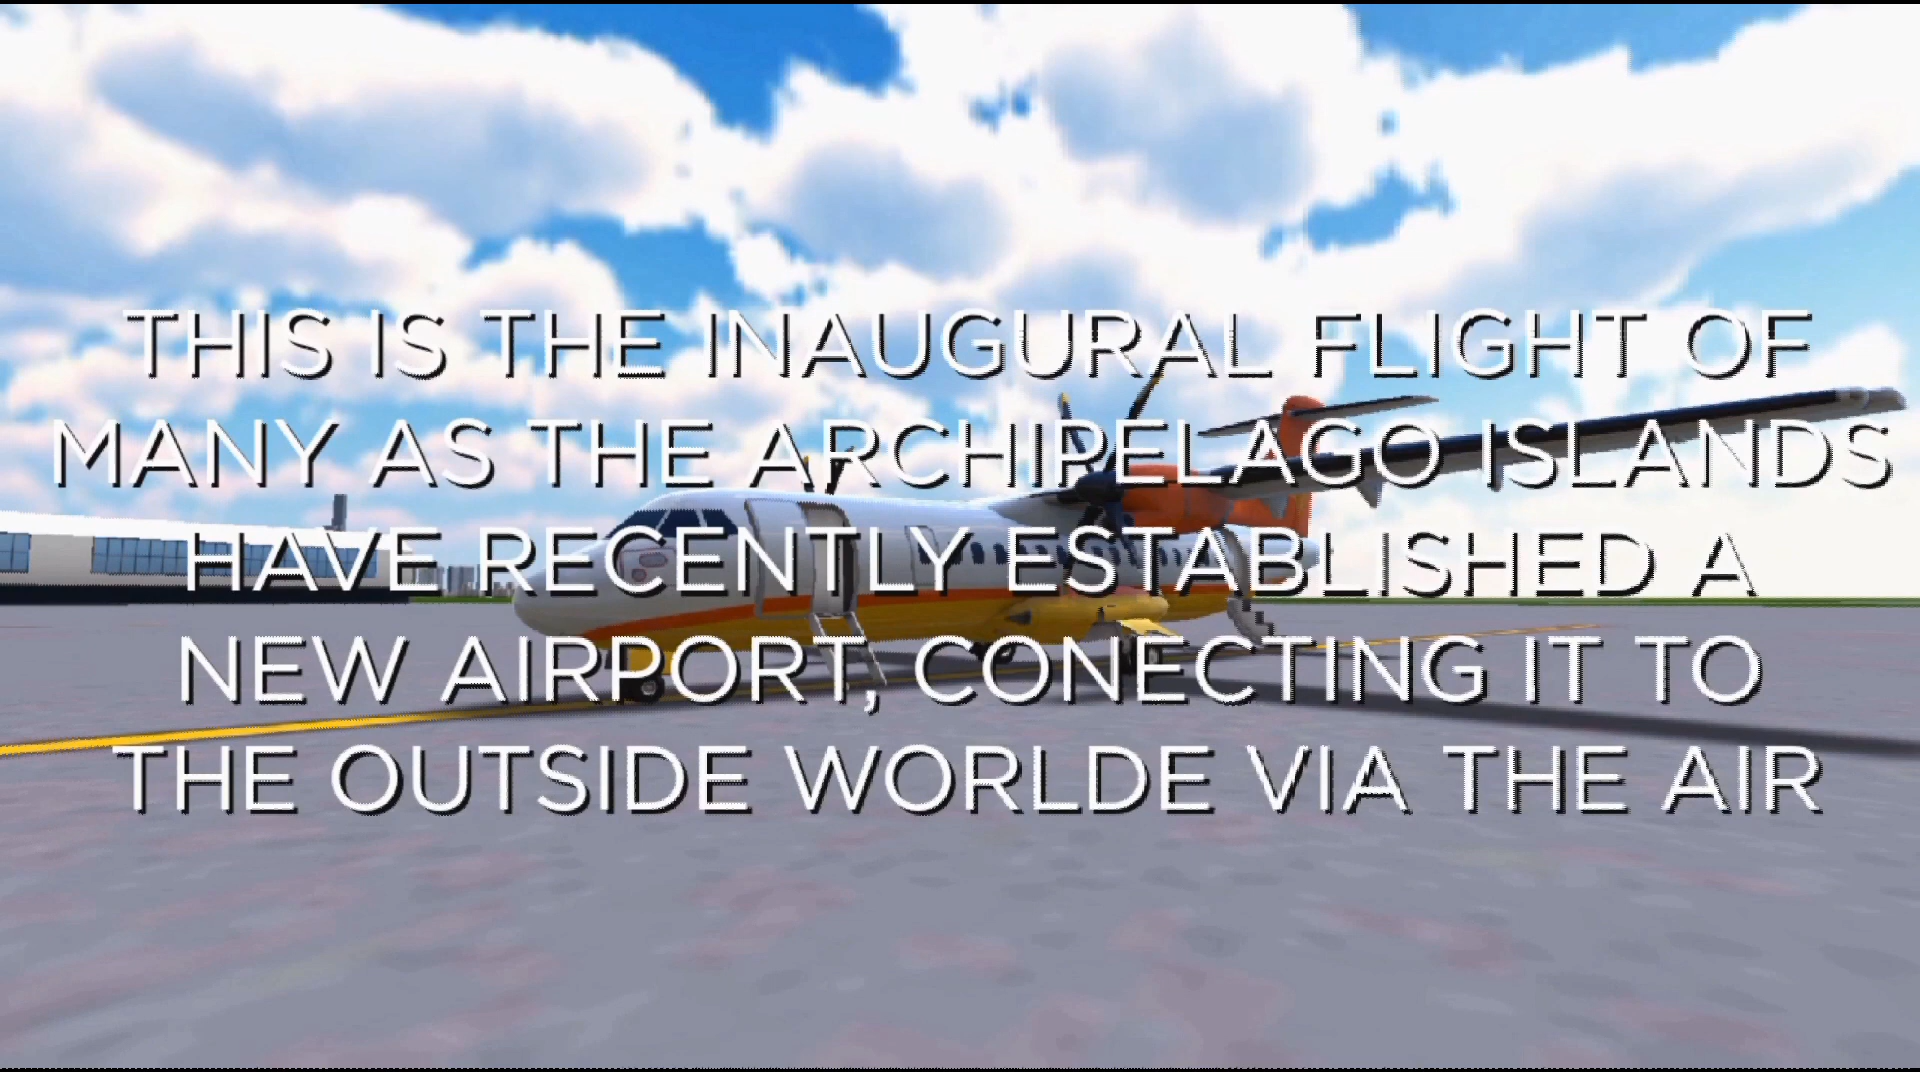 THIS IS THE INAUGURAL FLIGHT OF
MANY AS THE ARCHIPELAGO ISLANDS
HAVE RECENTLY ESTABLISHED A
NEW AIRPORT, CONECTING IT TO
THE OUTSIDE WORLDE VIA THE AIR